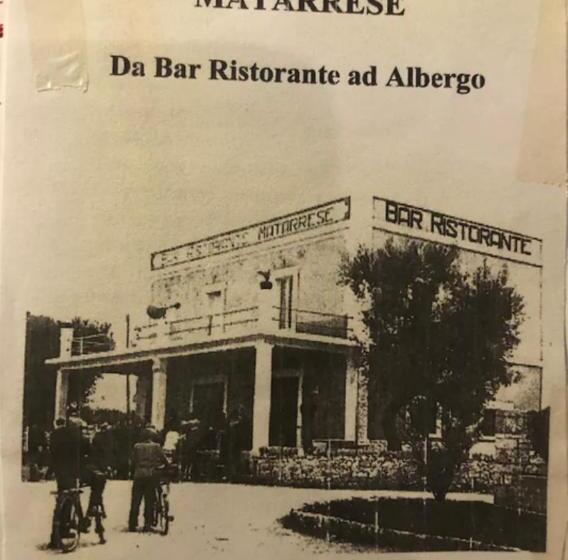 MATARRESE
Da Bar Ristorante ad Albergo
BAR RISTORANTE MATARRESE
BAR RISTORANTE